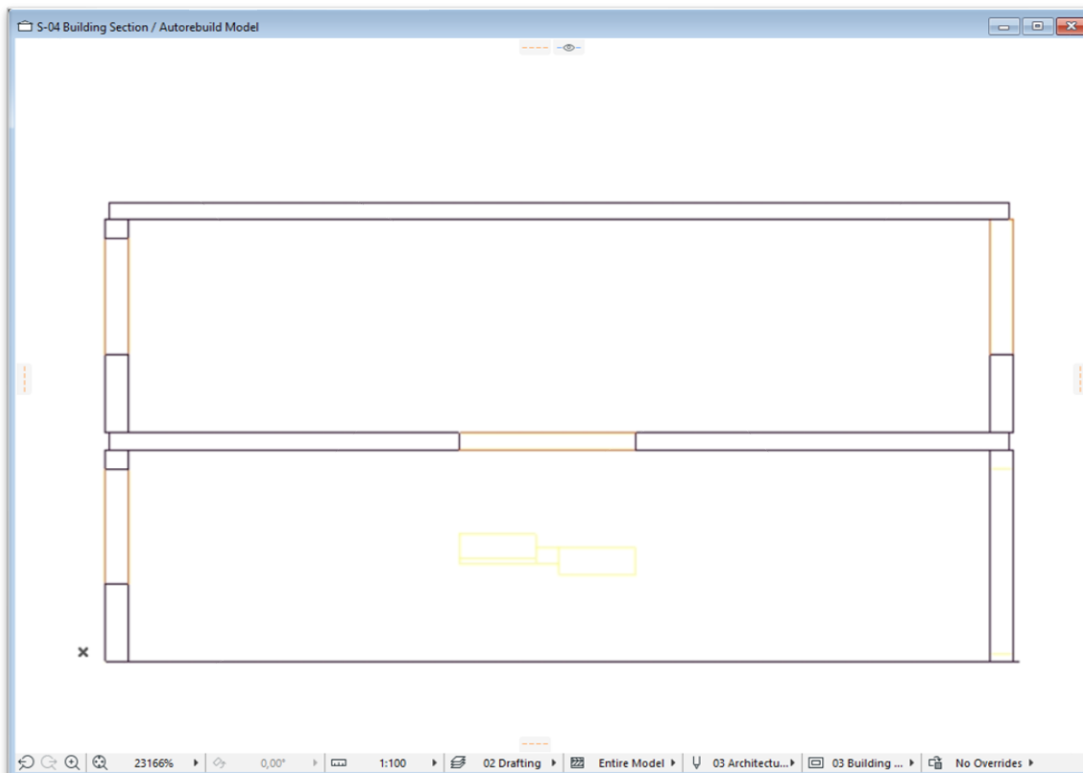 S-04 Building Section / Autorebuild Model
23166% 0,00° 1:100 02 Drafting Entire Model 03 Architectu... 03 Building ... No Overrides